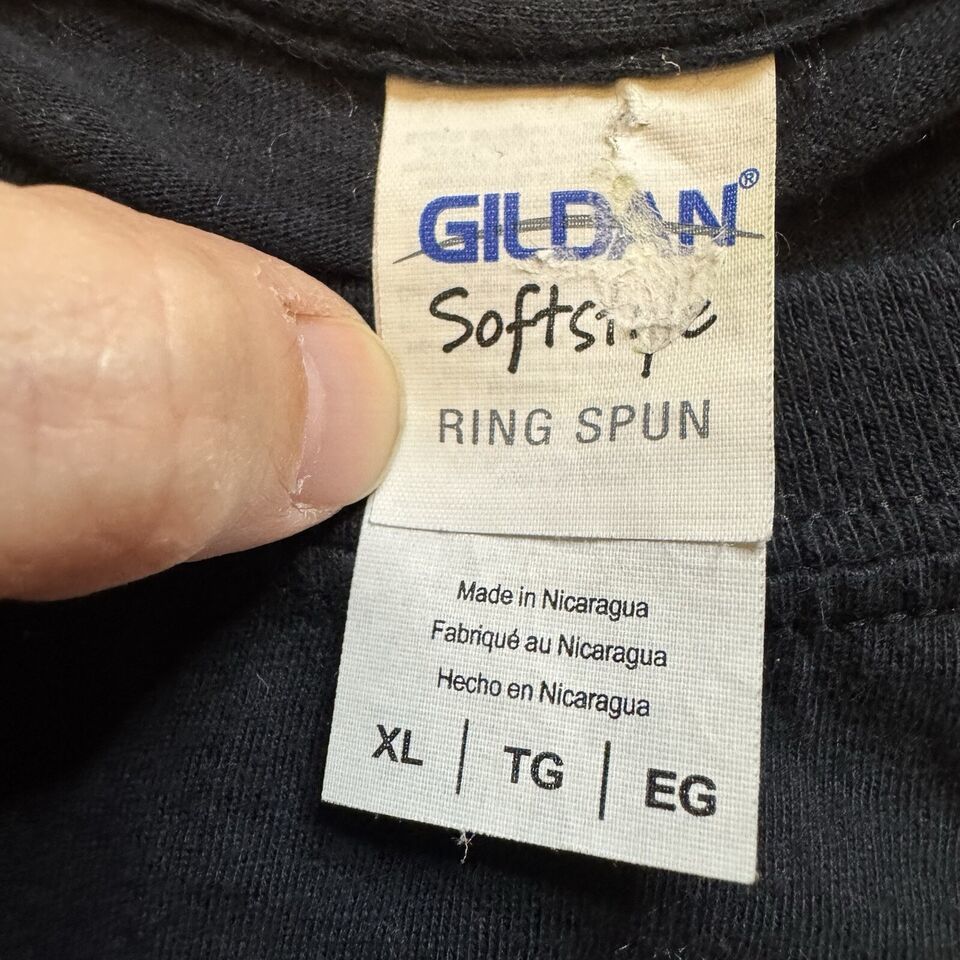 GILDAN®
RING SPUN
Made in Nicaragua
Fabriqué au Nicaragua
Hecho en Nicaragua
XL | TG | EG